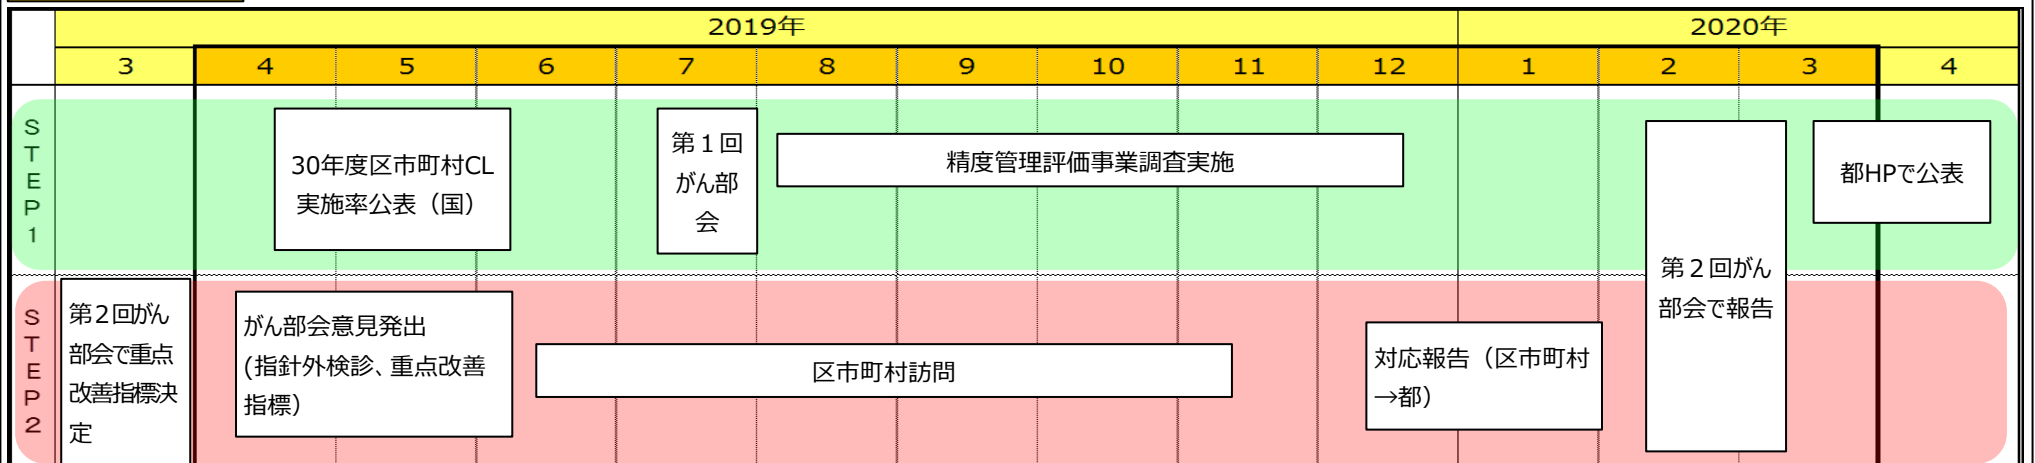 2019年 2020年
3 4 5 6 7 8 9 10 11 12 1 2 3 4
STEP1
30年度区市町村CL
実施率公表（国）
第１回
がん部
会
精度管理評価事業調査実施
都HPで公表
第２回がん
部会で報告
STEP2
第2回がん
部会で重点
改善指標決
定
がん部会意見発出
(指針外検診、重点改善
指標）
区市町村訪問
対応報告（区市町村
→都）